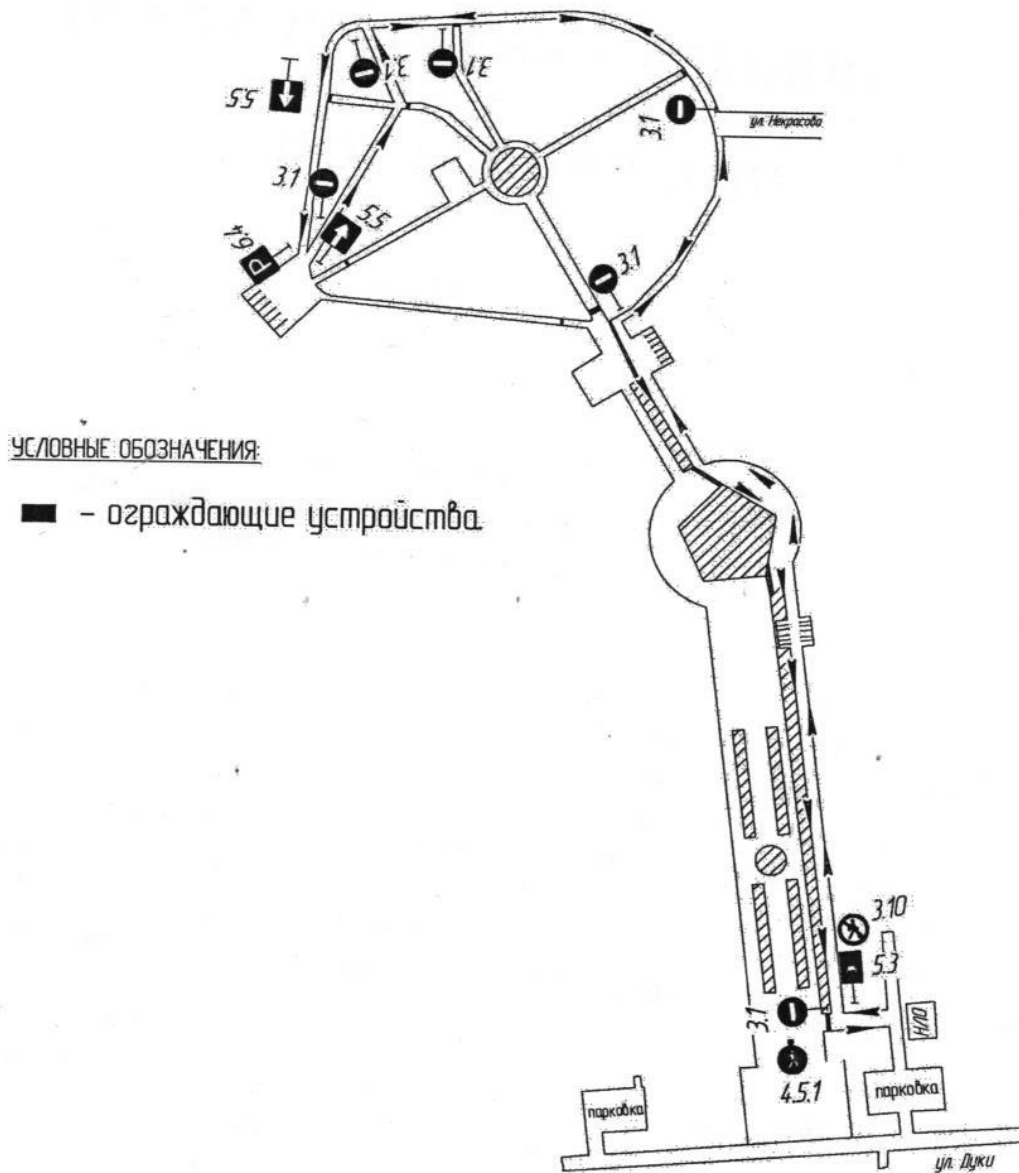 3.1
3.1
5.5
3.1
ул. Некрасова
3.1
5.5
6.4
P
3.1
УСЛОВНЫЕ ОБОЗНАЧЕНИЯ:
- ограждающие устройства
3.10
5.3
3.1
НЛО
4.5.1
парковка
парковка
ул. Дуки